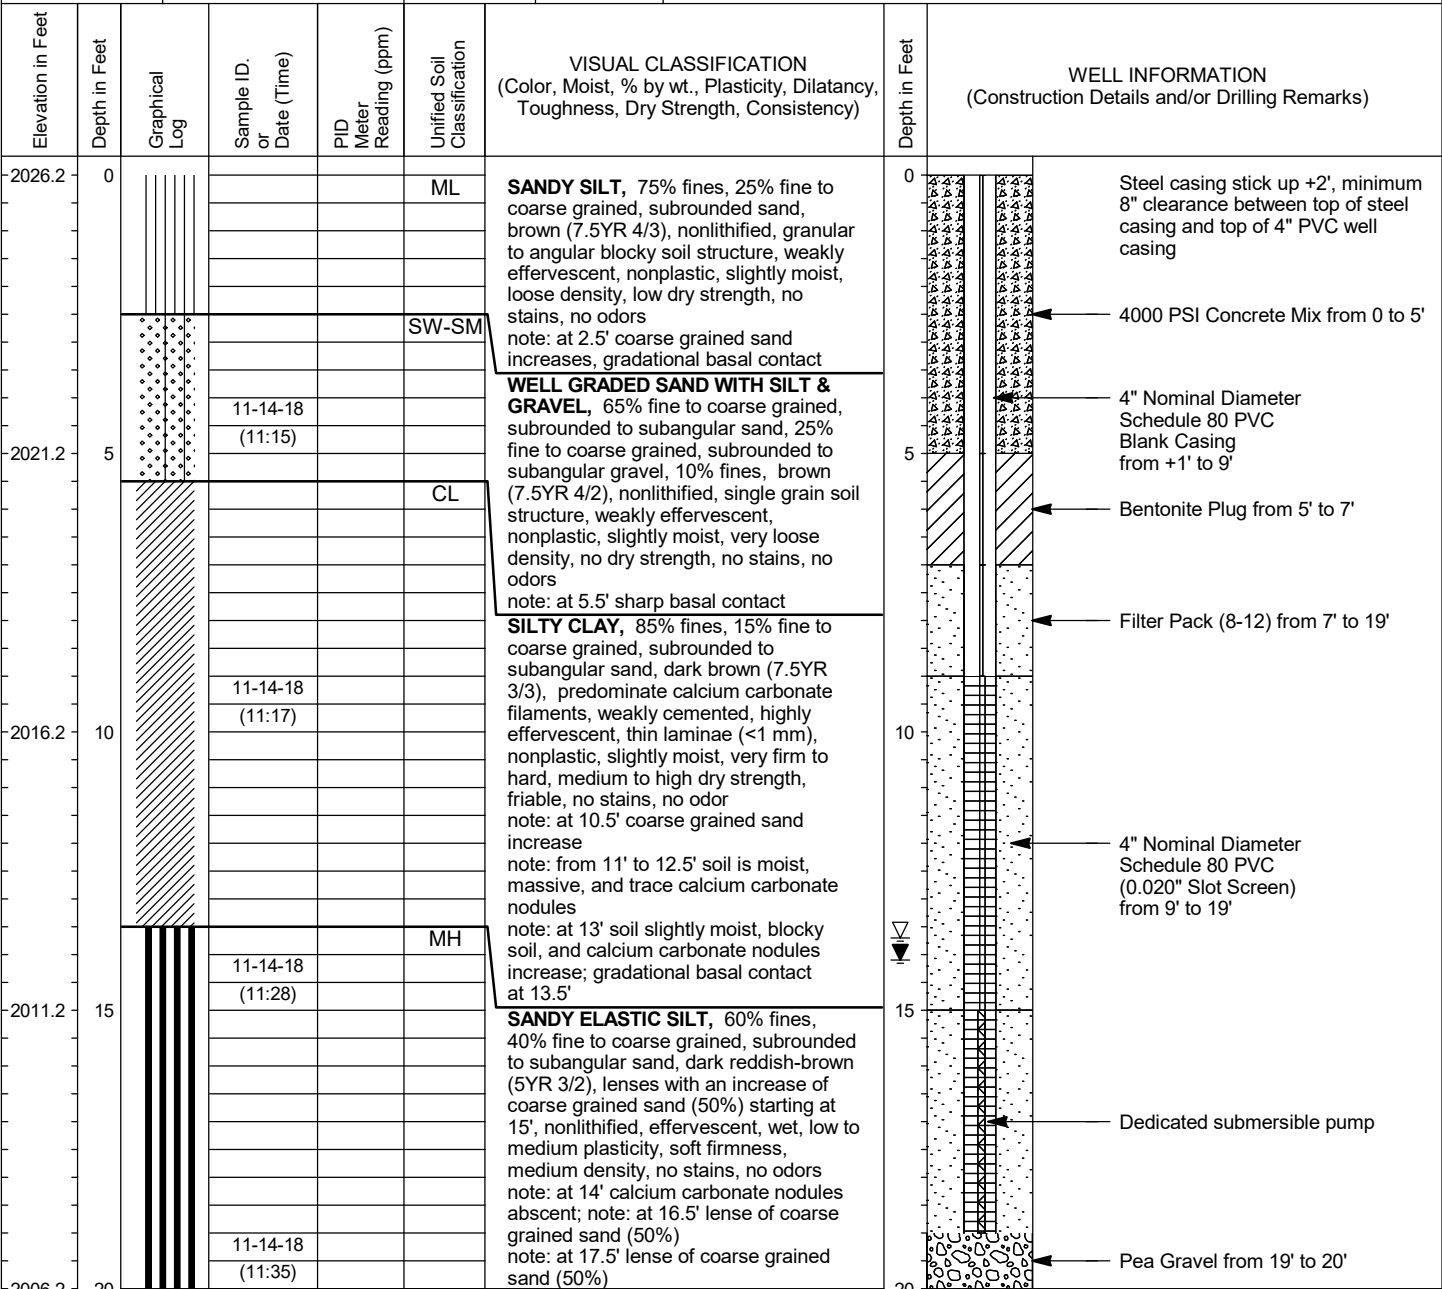 Elevation in Feet
Depth in Feet
Graphical
Log
Sample ID.
or
Date (Time)
PID
Meter
Reading (ppm)
Unified Soil
Classification
VISUAL CLASSIFICATION
(Color, Moist, % by wt., Plasticity, Dilatancy,
Toughness, Dry Strength, Consistency)
Depth in Feet
WELL INFORMATION
(Construction Details and/or Drilling Remarks)
2026.2
0
2021.2
5
2016.2
10
2011.2
15
2006.2
20
11-14-18
(11:15)
11-14-18
(11:17)
11-14-18
(11:28)
11-14-18
(11:35)
ML
SW-SM
CL
MH
SANDY SILT, 75% fines, 25% fine to
coarse grained, subrounded sand,
brown (7.5YR 4/3), nonlithified, granular
to angular blocky soil structure, weakly
effervescent, nonplastic, slightly moist,
loose density, low dry strength, no
stains, no odors
note: at 2.5' coarse grained sand
increases, gradational basal contact
WELL GRADED SAND WITH SILT &
GRAVEL, 65% fine to coarse grained,
subrounded to subangular sand, 25%
fine to coarse grained, subrounded to
subangular gravel, 10% fines, brown
(7.5YR 4/2), nonlithified, single grain soil
structure, weakly effervescent,
nonplastic, slightly moist, very loose
density, no dry strength, no stains, no
odors
note: at 5.5' sharp basal contact
SILTY CLAY, 85% fines, 15% fine to
coarse grained, subrounded to
subangular sand, dark brown (7.5YR
3/3), predominate calcium carbonate
filaments, weakly cemented, highly
effervescent, thin laminae (<1 mm),
nonplastic, slightly moist, very firm to
hard, medium to high dry strength,
friable, no stains, no odor
note: at 10.5' coarse grained sand
increase
note: from 11' to 12.5' soil is moist,
massive, and trace calcium carbonate
nodules
note: at 13' soil slightly moist, blocky
soil, and calcium carbonate nodules
increase; gradational basal contact
at 13.5'
SANDY ELASTIC SILT, 60% fines,
40% fine to coarse grained, subrounded
to subangular sand, dark reddish-brown
(5YR 3/2), lenses with an increase of
coarse grained sand (50%) starting at
15', nonlithified, effervescent, wet, low to
medium plasticity, soft firmness,
medium density, no stains, no odors
note: at 14' calcium carbonate nodules
abscent; note: at 16.5' lense of coarse
grained sand (50%)
note: at 17.5' lense of coarse grained
sand (50%)
0
5
10
15
20
Steel casing stick up +2', minimum
8" clearance between top of steel
casing and top of 4" PVC well
casing
4000 PSI Concrete Mix from 0 to 5'
4" Nominal Diameter
Schedule 80 PVC
Blank Casing
from +1' to 9'
Bentonite Plug from 5' to 7'
Filter Pack (8-12) from 7' to 19'
4" Nominal Diameter
Schedule 80 PVC
(0.020" Slot Screen)
from 9' to 19'
Dedicated submersible pump
Pea Gravel from 19' to 20'